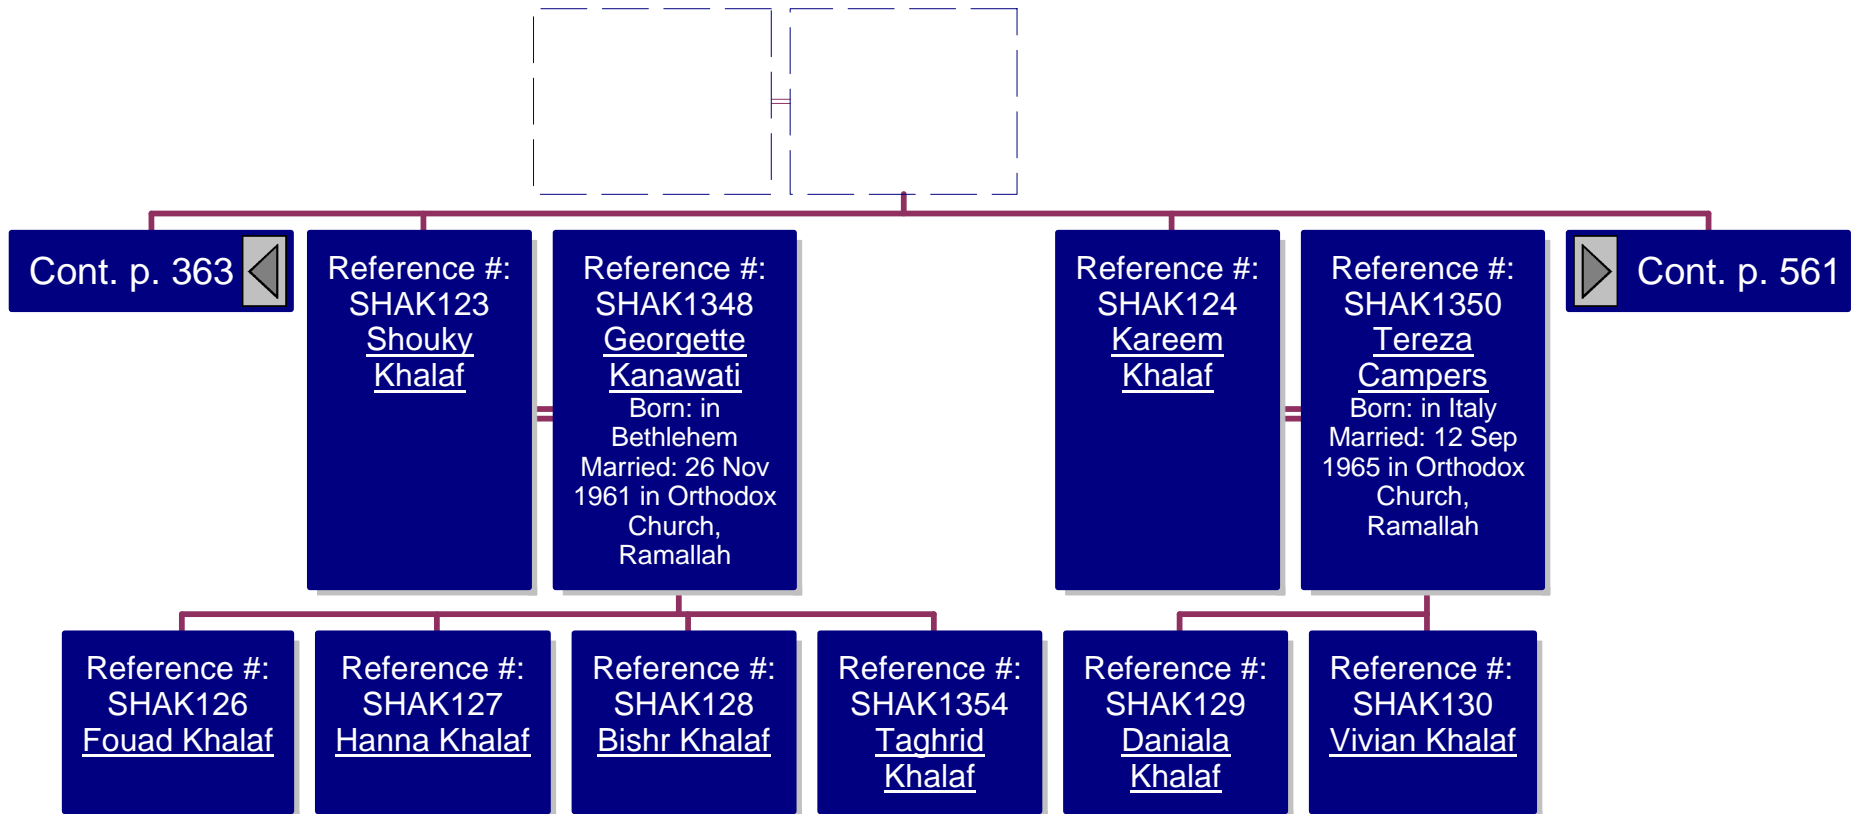 Cont. p. 363
Reference #:
SHAK123
Shouky
Khalaf
Reference #:
SHAK1348
Georgette
Kanawati
Born: in
Bethlehem
Married: 26 Nov
1961 in Orthodox
Church,
Ramallah
Reference #:
SHAK124
Kareem
Khalaf
Reference #:
SHAK1350
Tereza
Campers
Born: in Italy
Married: 12 Sep
1965 in Orthodox
Church,
Ramallah
Cont. p. 561
Reference #:
SHAK126
Fouad Khalaf
Reference #:
SHAK127
Hanna Khalaf
Reference #:
SHAK128
Bishr Khalaf
Reference #:
SHAK1354
Taghrid
Khalaf
Reference #:
SHAK129
Daniala
Khalaf
Reference #:
SHAK130
Vivian Khalaf